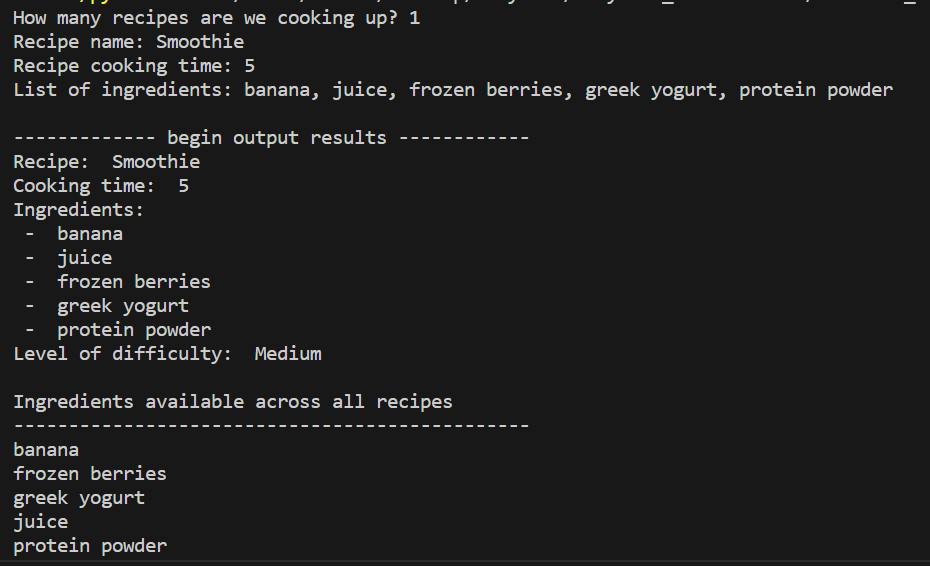 How many recipes are we cooking up? 1
Recipe name: Smoothie
Recipe cooking time: 5
List of ingredients: banana, juice, frozen berries, greek yogurt, protein powder
------------- begin output results ------------
Recipe:  Smoothie
Cooking time:  5
Ingredients:
 -  banana
 -  juice
 -  frozen berries
 -  greek yogurt
 -  protein powder
Level of difficulty:  Medium
Ingredients available across all recipes
-----------------------------------------------
banana
frozen berries
greek yogurt
juice
protein powder